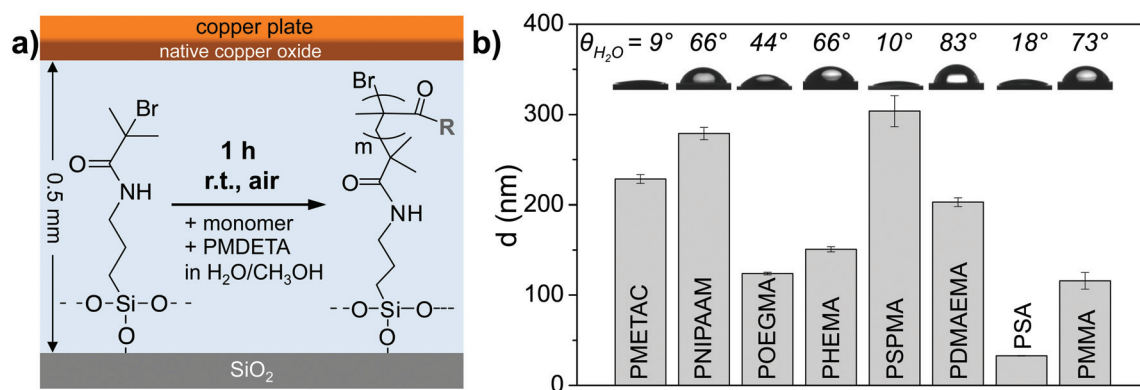 a)
copper plate
native copper oxide
0.5 mm
Br
O
NH
Si
--O
O--
O
1 h
r.t., air
+ monomer
+ PMDETA
in H₂O/CH₃OH
Br
O
R
m
O
NH
Si
--O
O---
O
SiO₂
b)
θH₂O = 9° 66° 44° 66° 10° 83° 18° 73°
d (nm)
400
300
200
100
0
PMETAC
PNIPAAM
POEGMA
PHEMA
PSPMA
PDMAEMA
PSA
PMMA